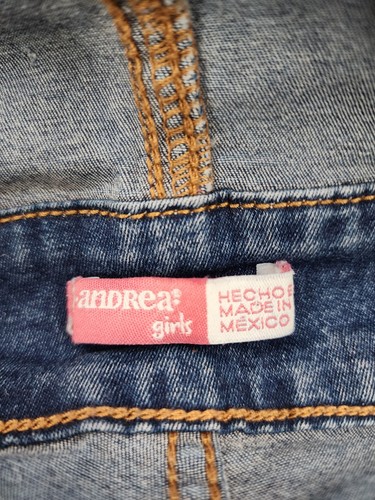 anDRea!
girls
HECHO E
MADE IN
MÉXICO